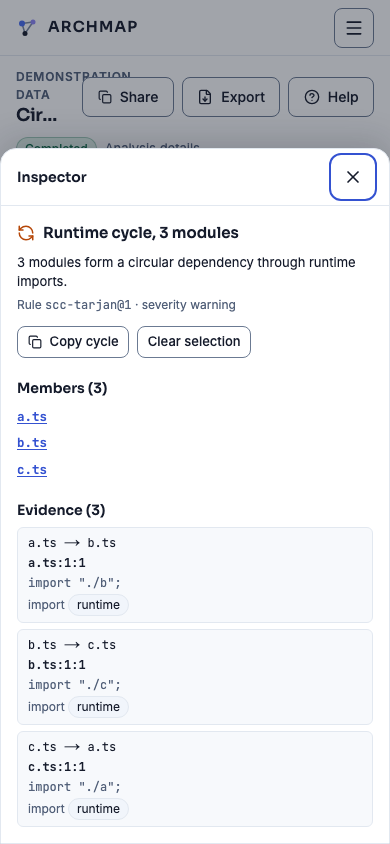 ARCHMAP
DEMONSTRATION
DATA
Cir...
Share
Export
Help
Completed
Analysis details
Inspector
Runtime cycle, 3 modules
3 modules form a circular dependency through runtime
imports.
Rule scc-tarjan@1 · severity warning
Copy cycle
Clear selection
Members (3)
a.ts
b.ts
c.ts
Evidence (3)
a.ts → b.ts
a.ts:1:1
import "./b";
import runtime
b.ts → c.ts
b.ts:1:1
import "./c";
import runtime
c.ts → a.ts
c.ts:1:1
import "./a";
import runtime